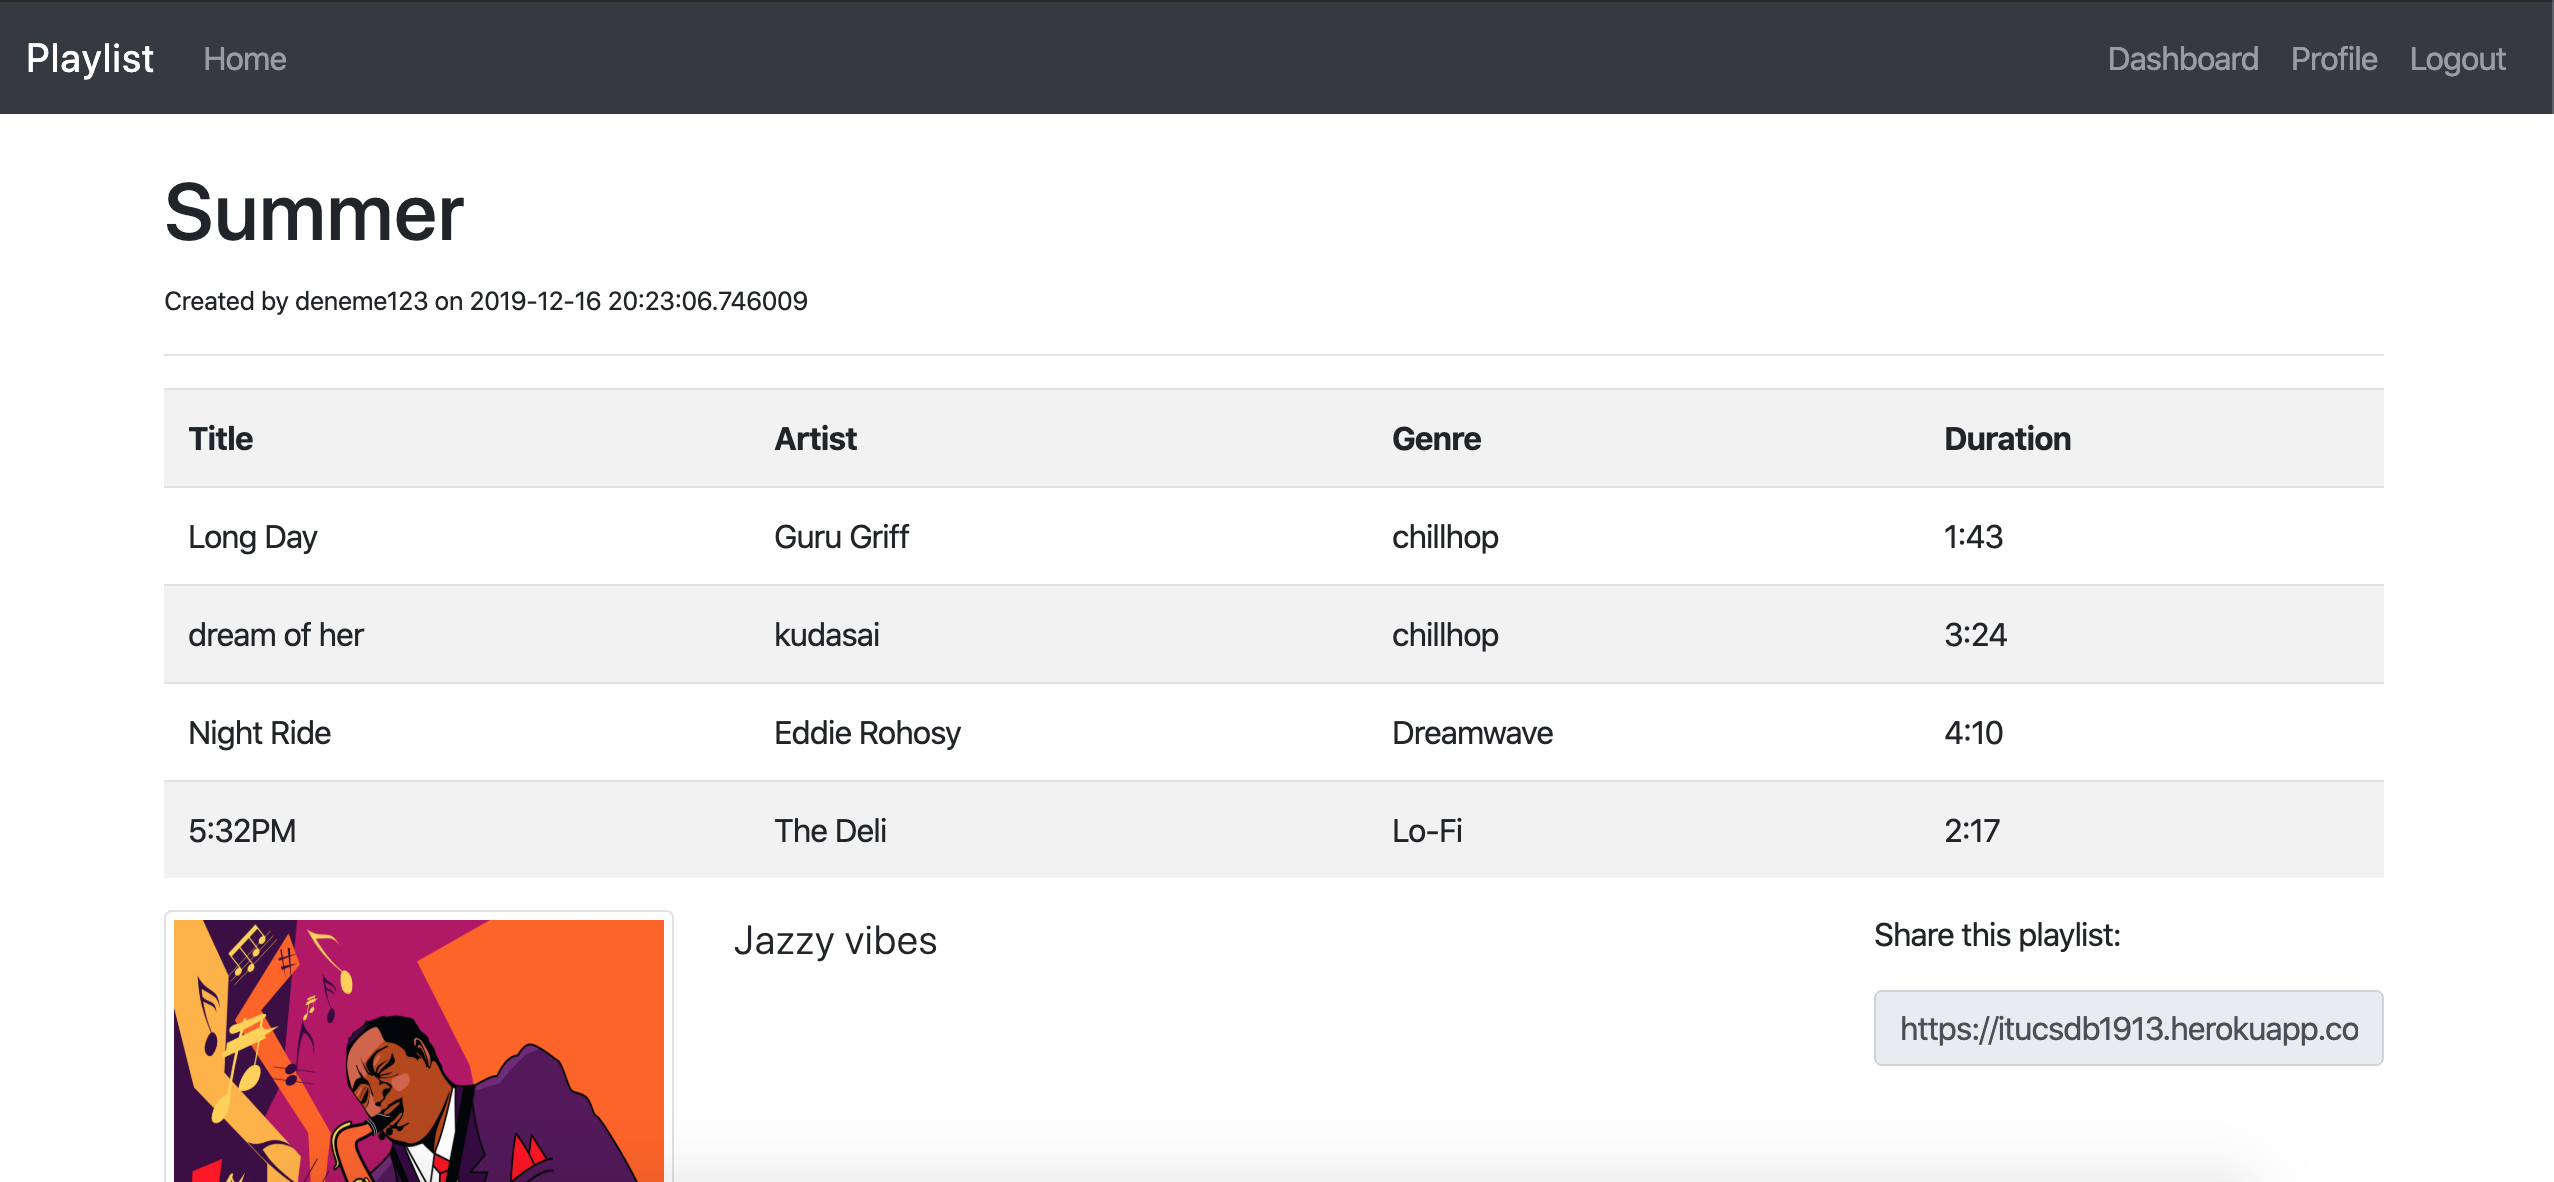 Playlist Home Dashboard Profile Logout
Summer
Created by deneme123 on 2019-12-16 20:23:06.746009
Title Artist Genre Duration
Long Day Guru Griff chillhop 1:43
dream of her kudasai chillhop 3:24
Night Ride Eddie Rohosy Dreamwave 4:10
5:32PM The Deli Lo-Fi 2:17
Jazzy vibes
Share this playlist:
https://itucsdb1913.herokuapp.co